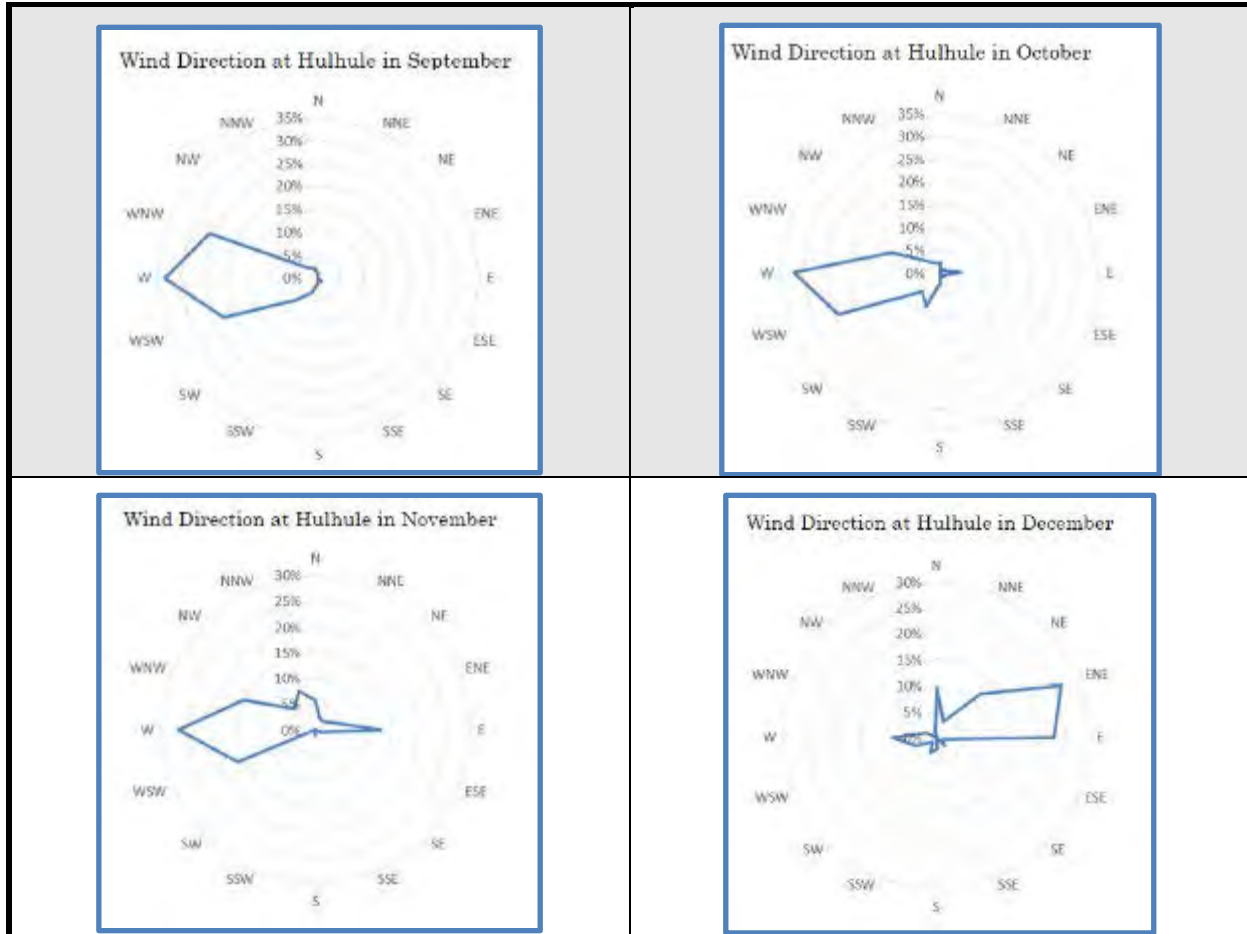 Wind Direction at Hulhule in September
N
NNW 35% NNE
30%
NW 25% NE
20%
WNW 15% ENE
10%
5%
W 0% E
WSW ESE
SW SE
SSW SSE
S
Wind Direction at Hulhule in October
N
NNW 35% NNE
30%
NW 25% NE
20%
WNW 15% ENE
10%
5%
W 0% E
WSW ESE
SW SE
SSW SSE
S
Wind Direction at Hulhule in November
N
NNW 30% NNE
25%
NW 20% NE
15%
WNW 10% ENE
5%
W 0% E
WSW ESE
SW SE
SSW SSE
S
Wind Direction at Hulhule in December
N
NNW 30% NNE
25%
NW 20% NE
15%
WNW 10% ENE
5%
W 0% E
WSW ESE
SW SE
SSW SSE
S